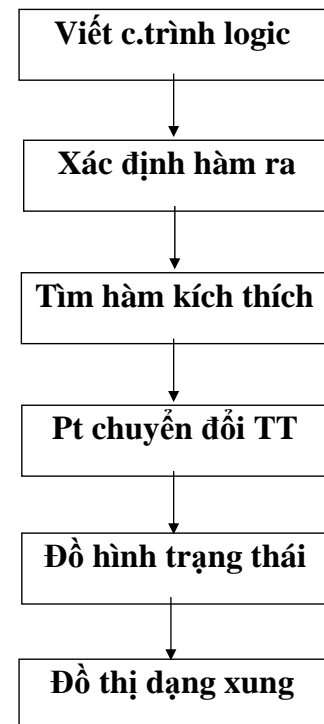 Viết c.trình logic
Xác định hàm ra
Tìm hàm kích thích
Pt chuyển đổi TT
Đồ hình trạng thái
Đồ thị dạng xung